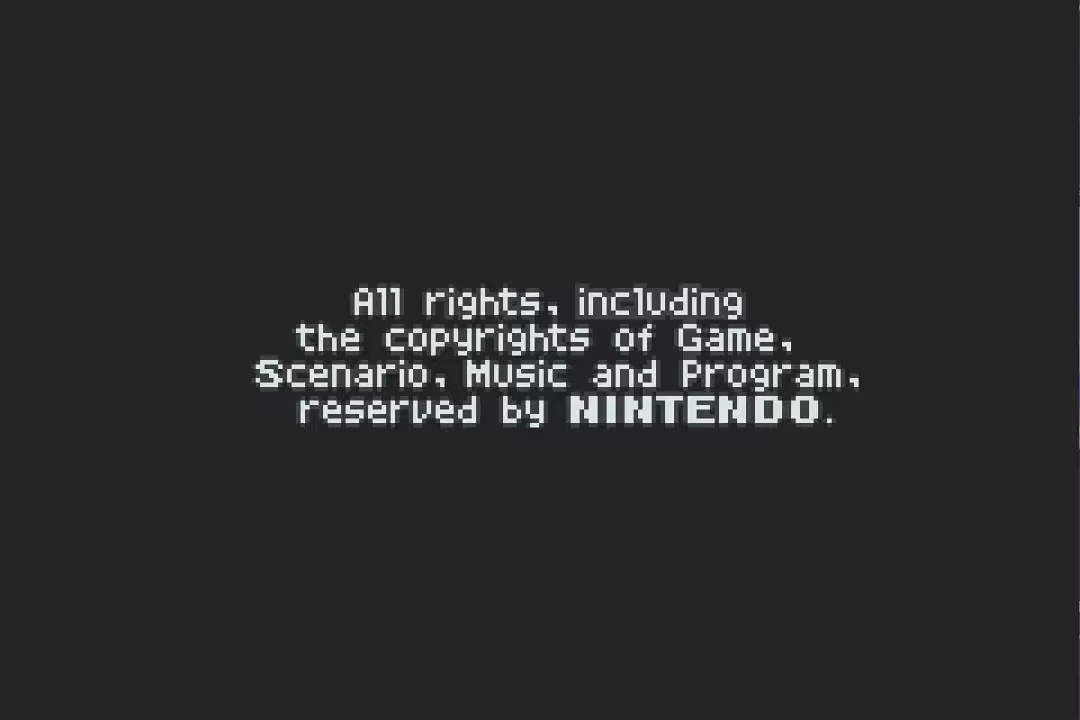 All rights, including
the copyrights of Game,
Scenario, Music and Program,
reserved by NINTENDO.